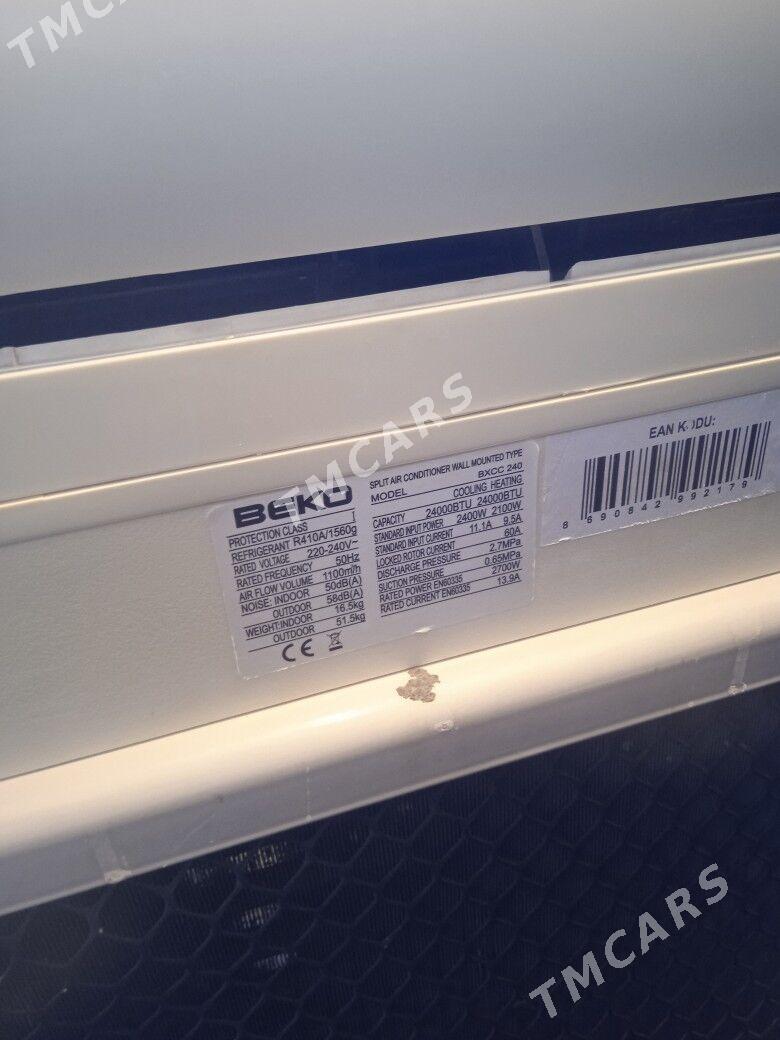 TMCARS
TMCARS
BEKO
PROTECTION CLASS I
REFRIGERANT R410A/1560g
RATED VOLTAGE 220-240V~
RATED FREQUENCY 50Hz
AIR FLOW VOLUME 1100m/h
NOISE: INDOOR 50dB(A)
OUTDOOR 58dB(A)
WEIGHT:INDOOR 16.5kg
OUTDOOR 51.5kg
CE
SPLIT AIR CONDITIONER WALL MOUNTED TYPE
MODEL BXCC 240
COOLING HEATING
CAPACITY 24000BTU 24000BTU
STANDARD INPUT POWER 2400W 2100W
STANDARD INPUT CURRENT 11.1A 9.5A
LOCKED ROTOR CURRENT 60A
DISCHARGE PRESSURE 2.7MPa
SUCTION PRESSURE 0.65MPa
RATED POWER EN60335 2700W
RATED CURRENT EN60335 13.9A
EAN KODU:
8 690842 992179
TMCARS